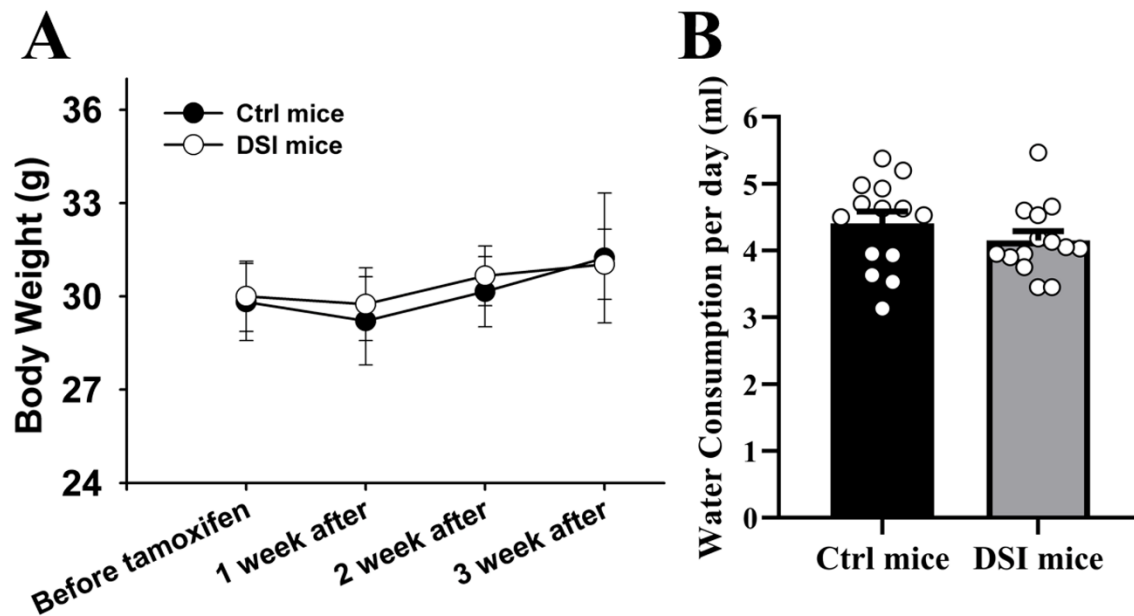 A
Ctrl mice
DSI mice
Body Weight (g)
36
33
30
27
24
Before tamoxifen
1 week after
2 week after
3 week after
B
Water Consumption per day (ml)
6
5
4
3
2
1
0
Ctrl mice
DSI mice